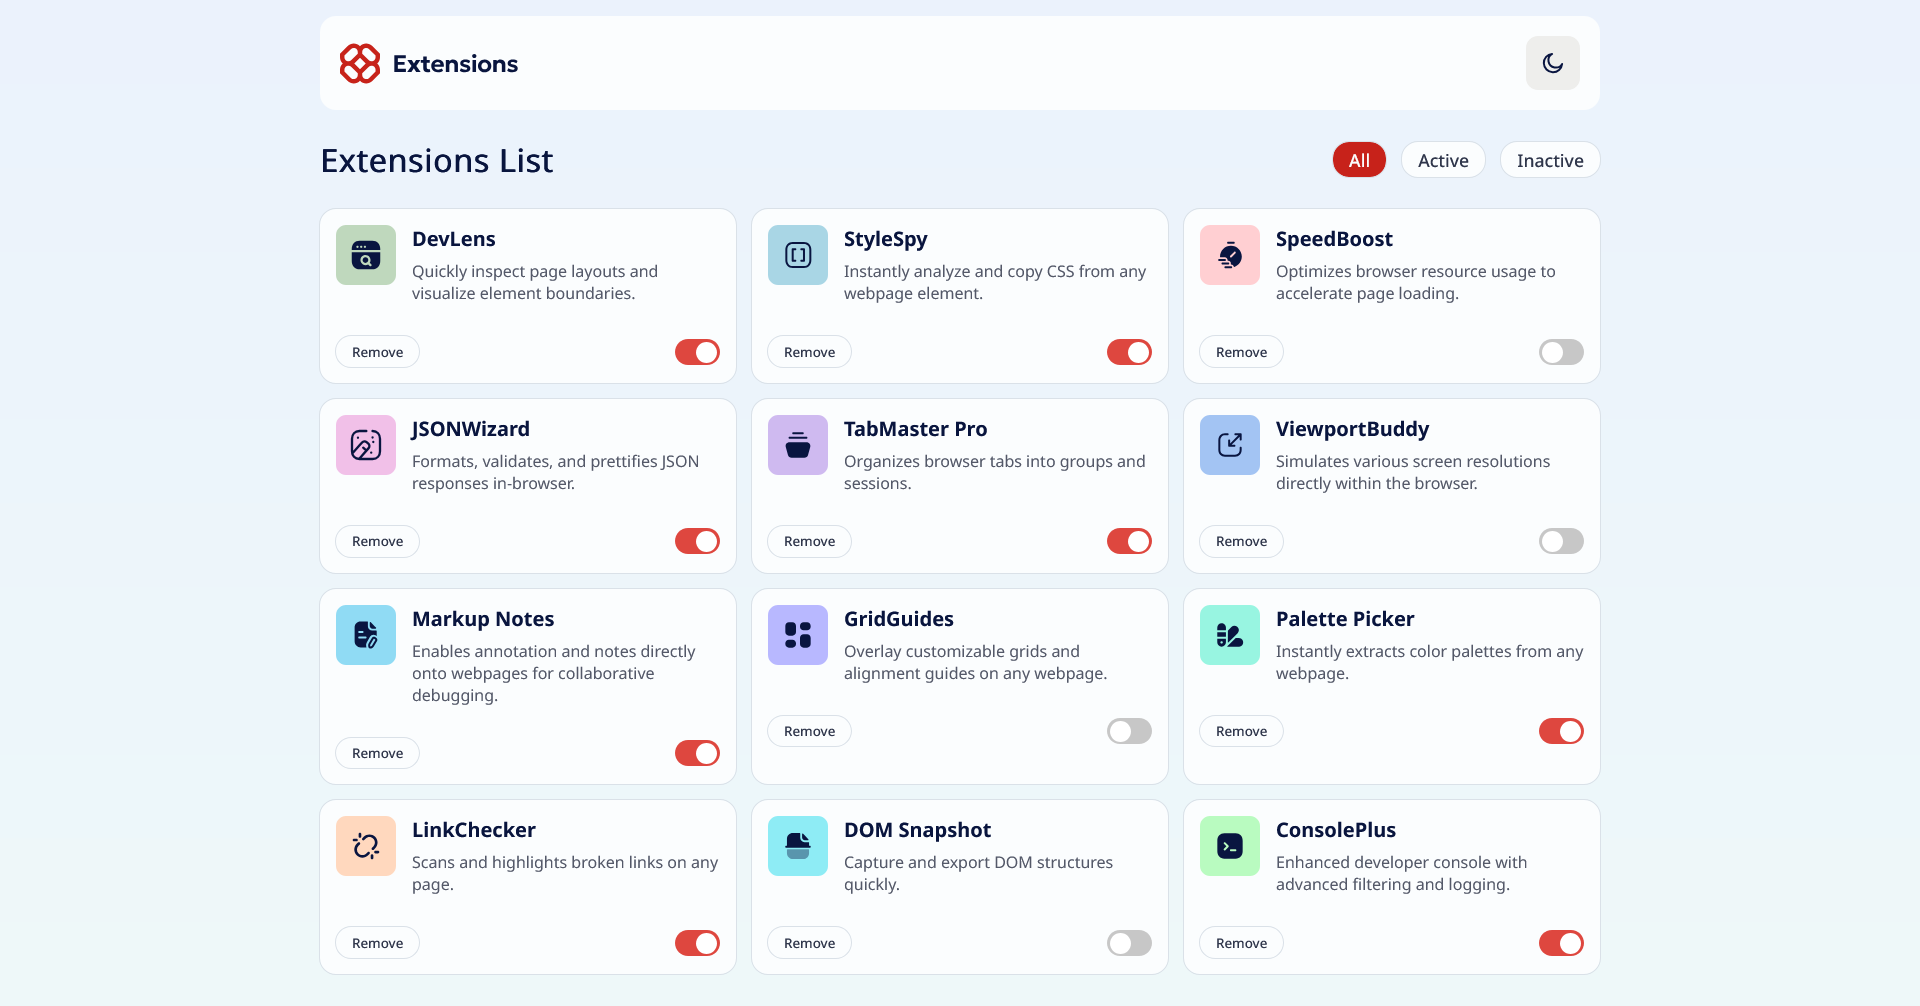 Extensions
Extensions List
All
Active
Inactive
DevLens
Quickly inspect page layouts and
visualize element boundaries.
Remove
StyleSpy
Instantly analyze and copy CSS from any
webpage element.
Remove
SpeedBoost
Optimizes browser resource usage to
accelerate page loading.
Remove
JSONWizard
Formats, validates, and prettifies JSON
responses in-browser.
Remove
TabMaster Pro
Organizes browser tabs into groups and
sessions.
Remove
ViewportBuddy
Simulates various screen resolutions
directly within the browser.
Remove
Markup Notes
Enables annotation and notes directly
onto webpages for collaborative
debugging.
Remove
GridGuides
Overlay customizable grids and
alignment guides on any webpage.
Remove
Palette Picker
Instantly extracts color palettes from any
webpage.
Remove
LinkChecker
Scans and highlights broken links on any
page.
Remove
DOM Snapshot
Capture and export DOM structures
quickly.
Remove
ConsolePlus
Enhanced developer console with
advanced filtering and logging.
Remove